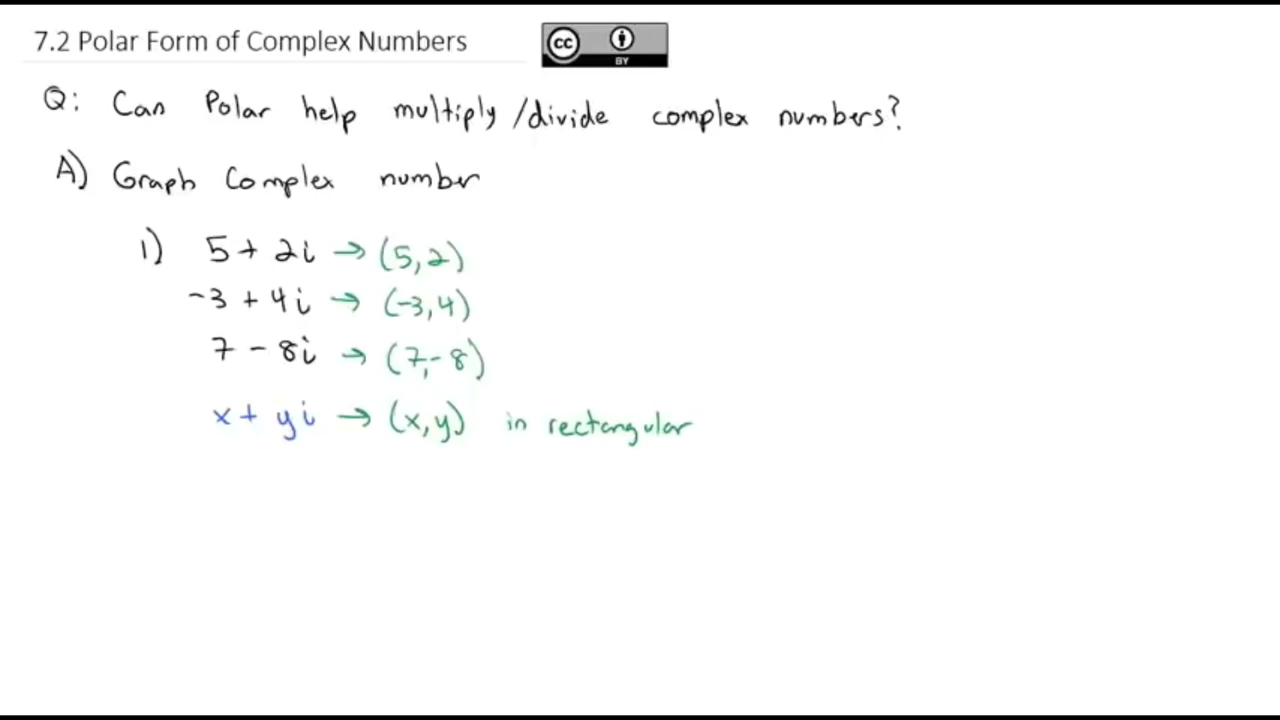 7.2 Polar Form of Complex Numbers
cc BY
Q: Can Polar help multiply/divide complex numbers?
A) Graph Complex number
1) 5 + 2i → (5,2)
-3 + 4i → (-3,4)
7 - 8i → (7,-8)
x + yi → (x,y) in rectangular